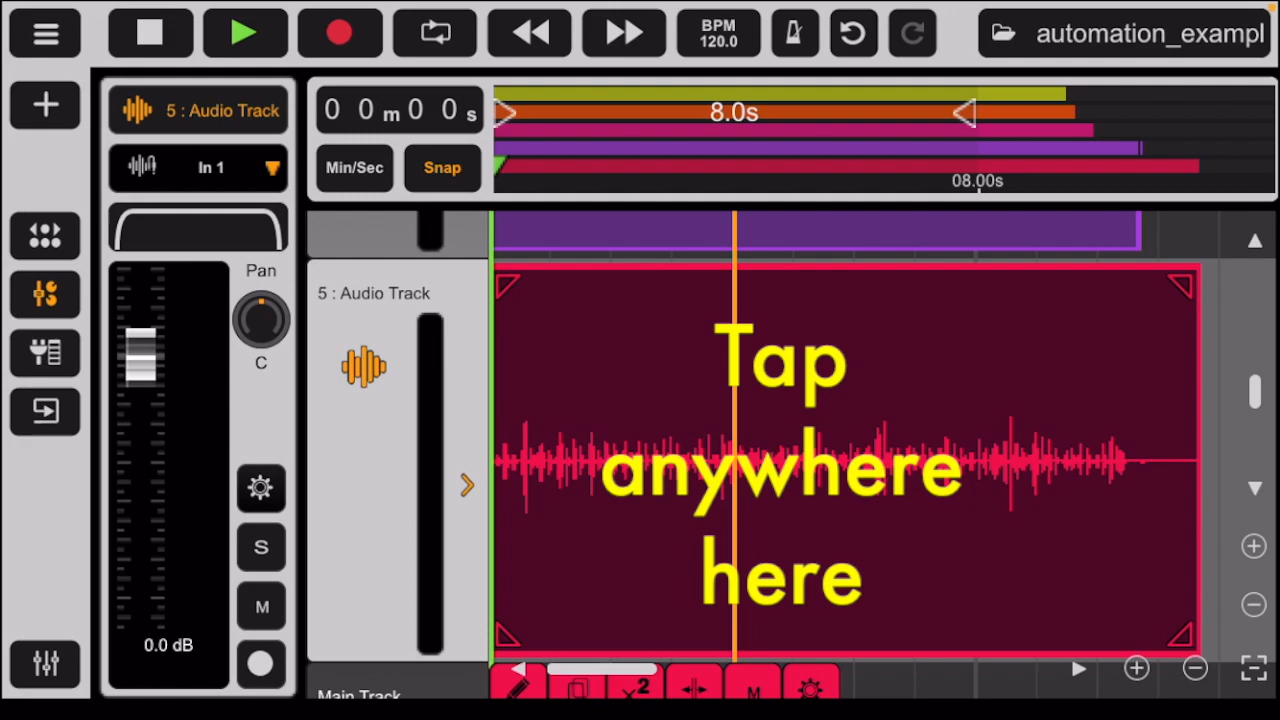 BPM
120.0
automation_exampl
5 : Audio Track
In 1
0 0 m 0 0 s
8.0s
Min/Sec
Snap
08.00s
Pan
C
5 : Audio Track
Tap
anywhere
here
S
M
0.0 dB
Main Track
x2
M